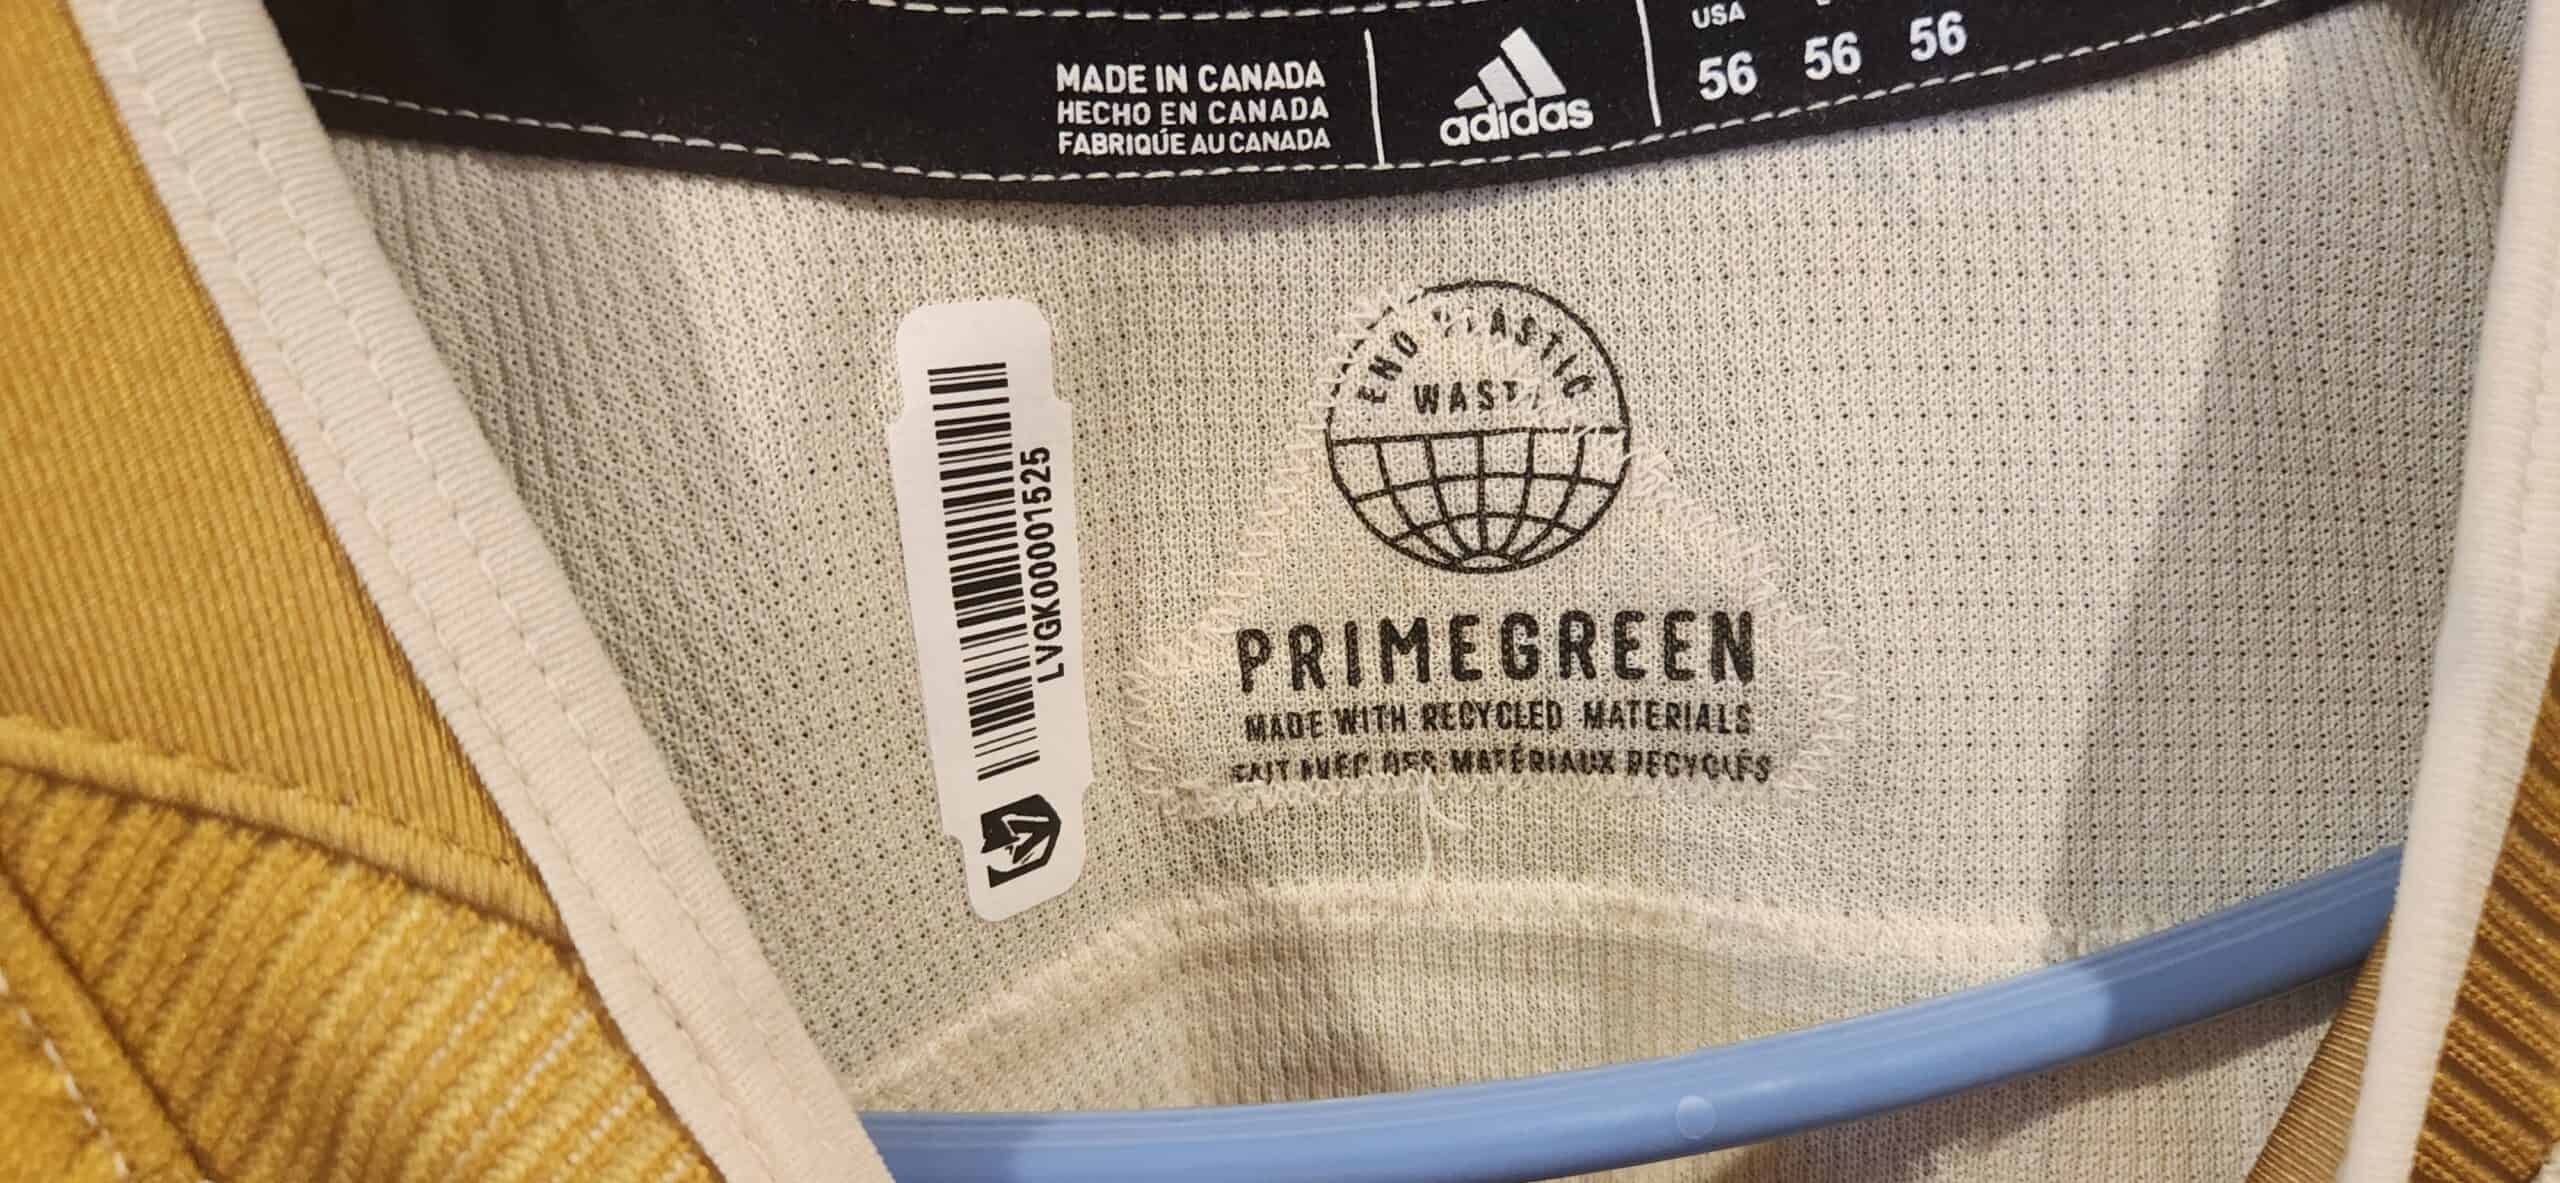 MADE IN CANADA
HECHO EN CANADA
FABRIQÚE AU CANADA
adidas
USA
56 56 56
LVGK00001525
END PLASTIC
WASTE
PRIMEGREEN
MADE WITH RECYCLED MATERIALS
FAIT AVEC DES MATÉRIAUX RECYCLÉS